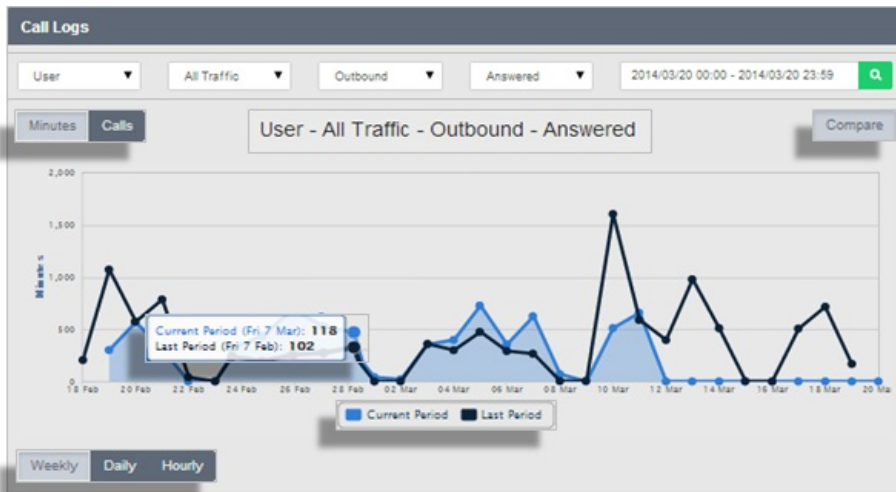 Call Logs
User ▼ All Traffic ▼ Outbound ▼ Answered ▼ 2014/03/20 00:00 - 2014/03/20 23:59
Minutes Calls
User - All Traffic - Outbound - Answered
Compare
2,000
1,500
1,000
500
0
Minutes
Current Period (Fri 7 Mar): 118
Last Period (Fri 7 Feb): 102
18 Feb 20 Feb 22 Feb 24 Feb 26 Feb 28 Feb 02 Mar 04 Mar 06 Mar 08 Mar 10 Mar 12 Mar 14 Mar 16 Mar 18 Mar 20 Ma
Current Period Last Period
Weekly Daily Hourly